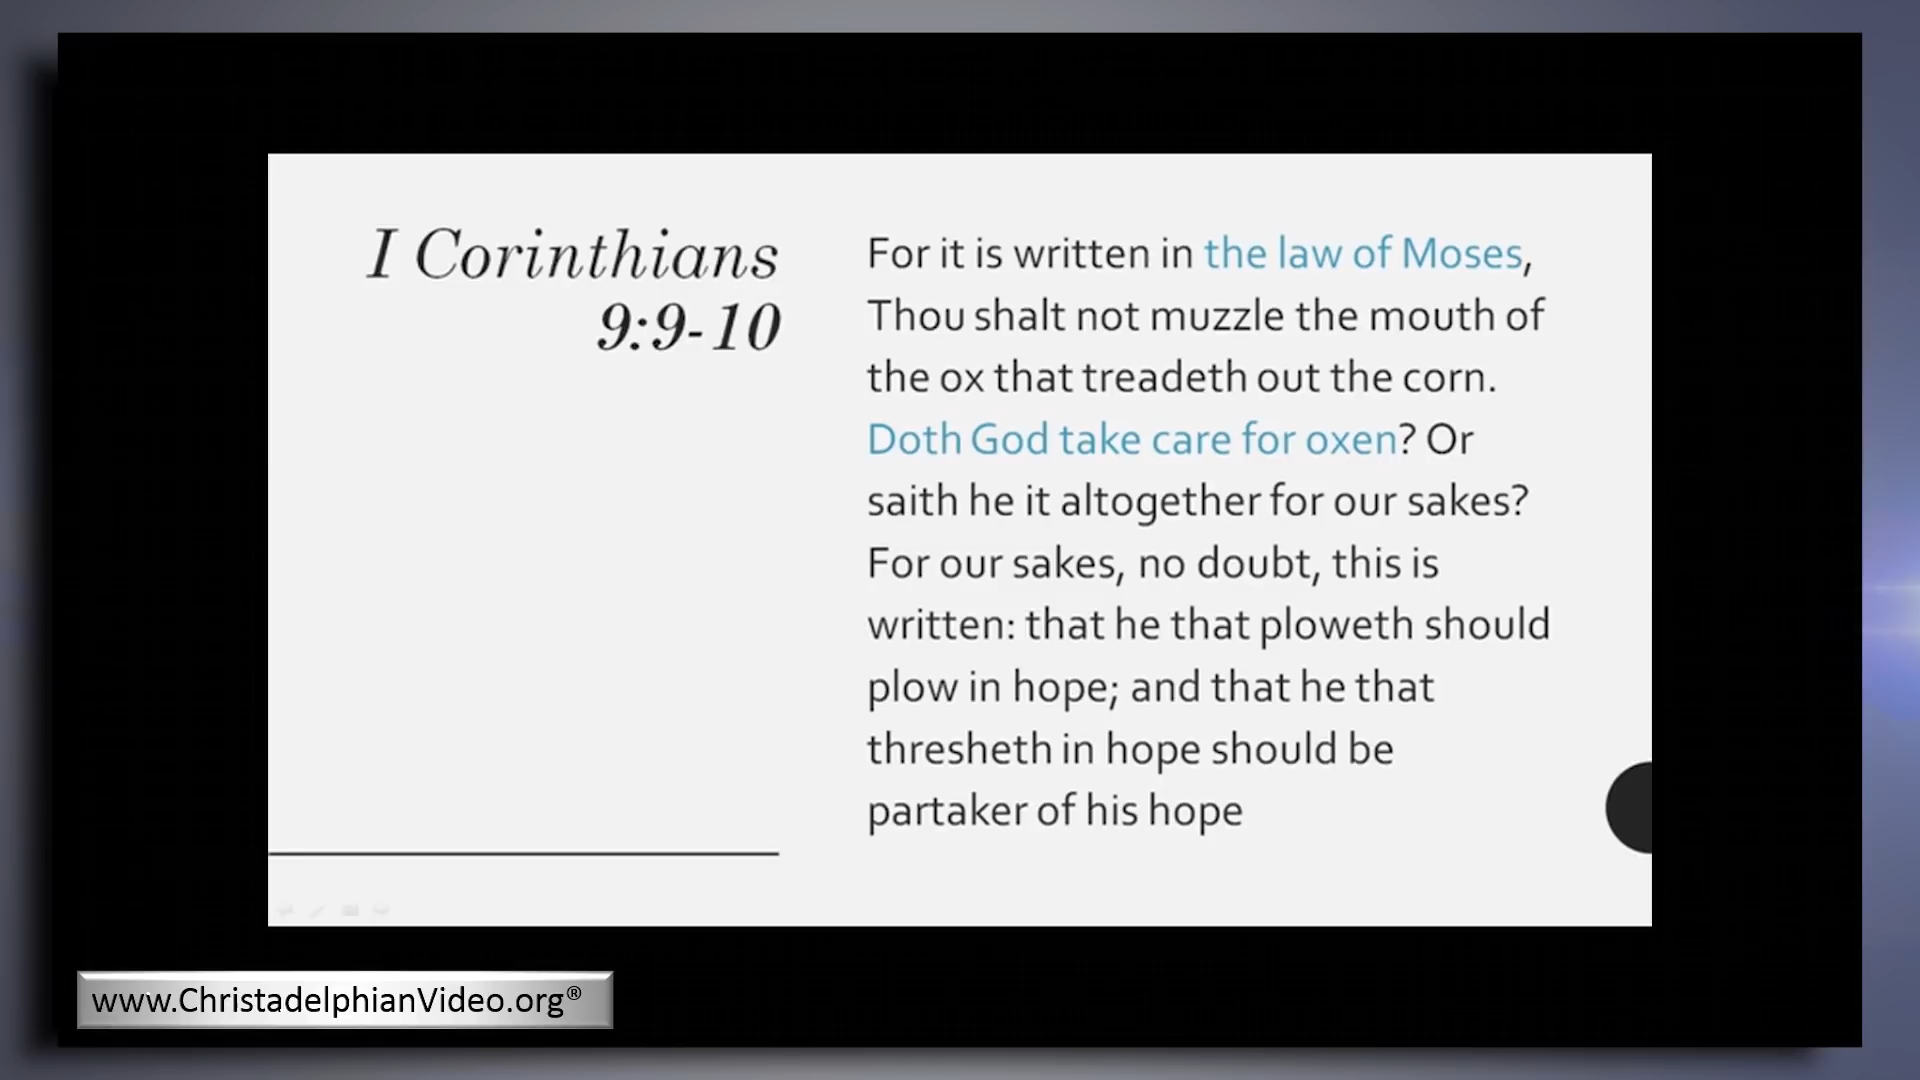 I Corinthians
9:9-10
For it is written in the law of Moses,
Thou shalt not muzzle the mouth of
the ox that treadeth out the corn.
Doth God take care for oxen? Or
saith he it altogether for our sakes?
For our sakes, no doubt, this is
written: that he that ploweth should
plow in hope; and that he that
thresheth in hope should be
partaker of his hope
www.ChristadelphianVideo.org®